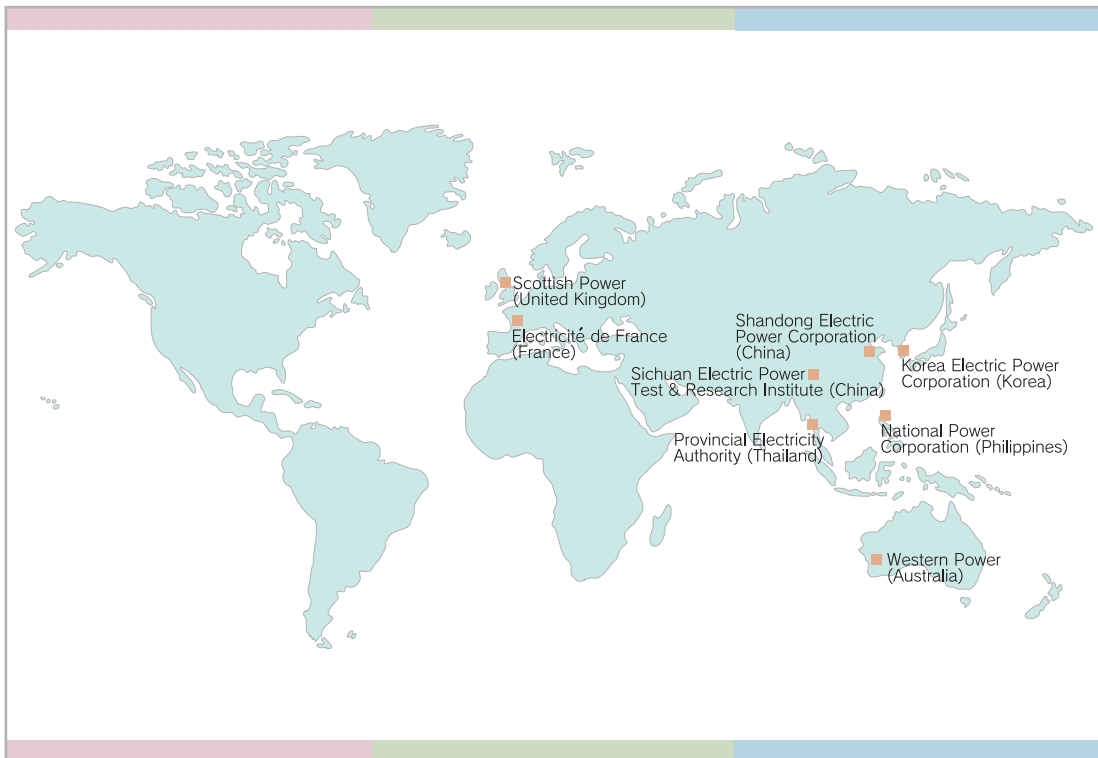 Scottish Power
(United Kingdom)
Electricité de France
(France)
Shandong Electric
Power Corporation
(China)
Korea Electric Power
Corporation (Korea)
Sichuan Electric Power
Test & Research Institute (China)
Provincial Electricity
Authority (Thailand)
National Power
Corporation (Philippines)
Western Power
(Australia)